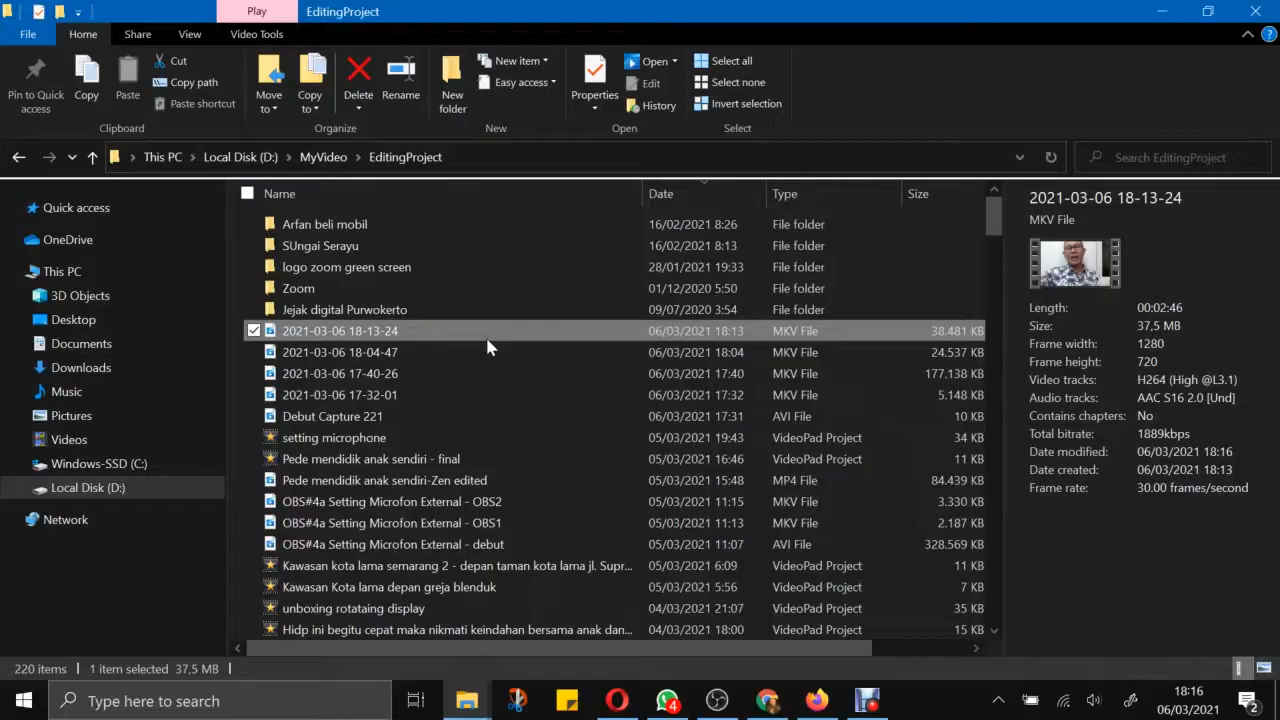 Play
EditingProject
File
Home
Share
View
Video Tools
Pin to Quick access
Copy
Paste
Cut
Copy path
Paste shortcut
Clipboard
Move to
Copy to
Delete
Rename
Organize
New folder
New item
Easy access
New
Properties
Open
Edit
History
Open
Select all
Select none
Invert selection
Select
This PC > Local Disk (D:) > MyVideo > EditingProject
Search EditingProject
Quick access
OneDrive
This PC
3D Objects
Desktop
Documents
Downloads
Music
Pictures
Videos
Windows-SSD (C:)
Local Disk (D:)
Network
Name Date Type Size
Arfan beli mobil 16/02/2021 8:26 File folder
SUngai Serayu 16/02/2021 8:13 File folder
logo zoom green screen 28/01/2021 19:33 File folder
Zoom 01/12/2020 5:50 File folder
Jejak digital Purwokerto 09/07/2020 3:54 File folder
2021-03-06 18-13-24 06/03/2021 18:13 MKV File 38.481 KB
2021-03-06 18-04-47 06/03/2021 18:04 MKV File 24.537 KB
2021-03-06 17-40-26 06/03/2021 17:40 MKV File 177.138 KB
2021-03-06 17-32-01 06/03/2021 17:32 MKV File 5.148 KB
Debut Capture 221 06/03/2021 17:31 AVI File 10 KB
setting microphone 05/03/2021 19:43 VideoPad Project 34 KB
Pede mendidik anak sendiri - final 05/03/2021 16:46 VideoPad Project 11 KB
Pede mendidik anak sendiri-Zen edited 05/03/2021 15:48 MP4 File 84.439 KB
OBS#4a Setting Microfon External - OBS2 05/03/2021 11:15 MKV File 3.330 KB
OBS#4a Setting Microfon External - OBS1 05/03/2021 11:13 MKV File 2.187 KB
OBS#4a Setting Microfon External - debut 05/03/2021 11:07 AVI File 328.569 KB
Kawasan kota lama semarang 2 - depan taman kota lama jl. Supr... 05/03/2021 6:09 VideoPad Project 11 KB
Kawasan Kota lama depan greja blenduk 05/03/2021 5:56 VideoPad Project 7 KB
unboxing rotataing display 04/03/2021 21:07 VideoPad Project 35 KB
Hidp ini begitu cepat maka nikmati keindahan bersama anak dan... 04/03/2021 18:00 VideoPad Project 15 KB
2021-03-06 18-13-24
MKV File
Length: 00:02:46
Size: 37,5 MB
Frame width: 1280
Frame height: 720
Video tracks: H264 (High @L3.1)
Audio tracks: AAC S16 2.0 [Und]
Contains chapters: No
Total bitrate: 1889kbps
Date modified: 06/03/2021 18:16
Date created: 06/03/2021 18:13
Frame rate: 30.00 frames/second
220 items 1 item selected 37,5 MB
Type here to search
4
18:16
06/03/2021
2